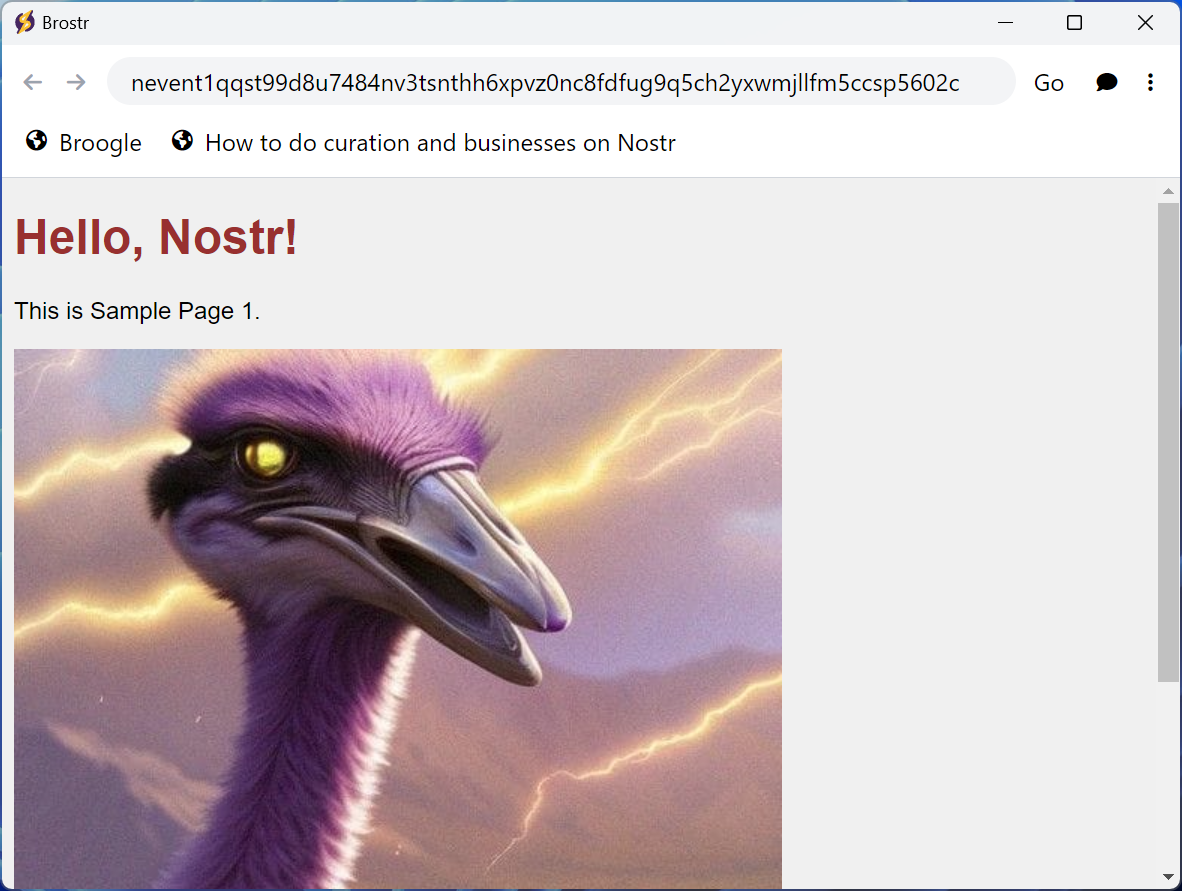 Brostr
nevent1qqst99d8u7484nv3tsnthh6xpvz0nc8fdfug9q5ch2yxwmjllfm5ccsp5602c Go
Broogle How to do curation and businesses on Nostr
Hello, Nostr!
This is Sample Page 1.